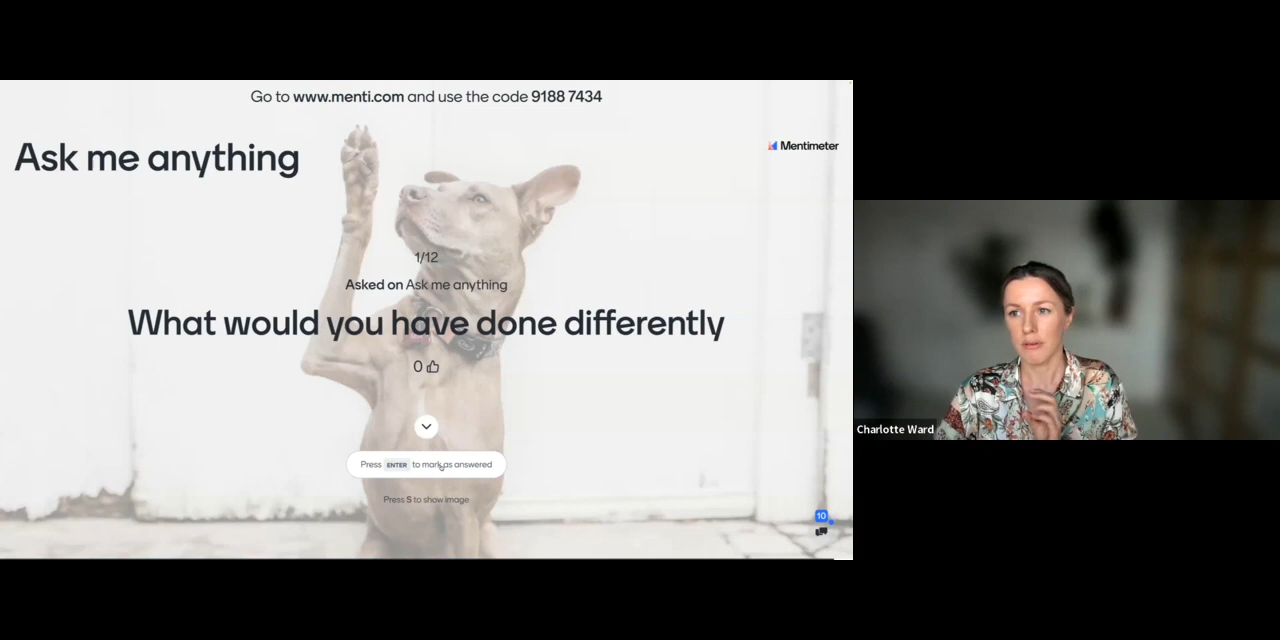 Go to www.menti.com and use the code 9188 7434
Ask me anything
Mentimeter
1/12
Asked on Ask me anything
What would you have done differently
0
Press ENTER to mark as answered
Press S to show image
10
Charlotte Ward